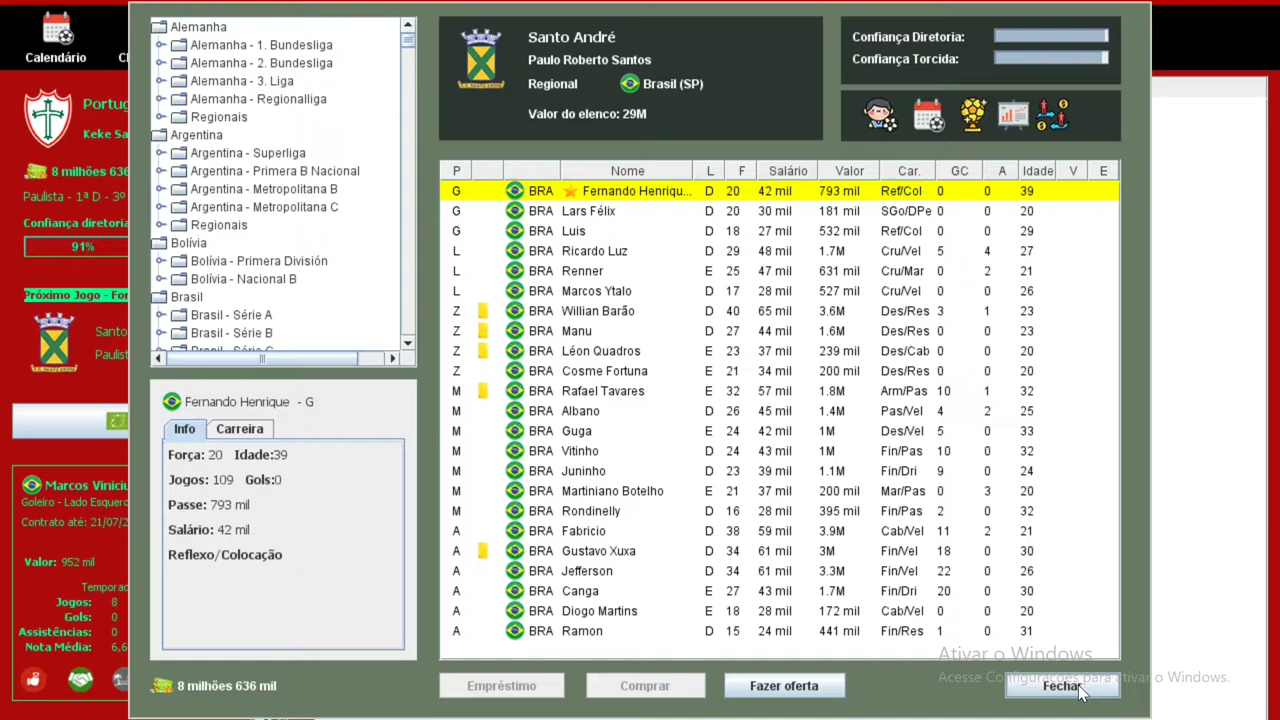 Calendário
Portug
Keke Sa
8 milhões 636
Paulista - 1ª D - 3º
Confiança diretoria
91%
Próximo Jogo - For
Santo
Paulist
Marcos Viniciu
Goleiro - Lado Esquero
Contrato até: 21/07/2
Valor: 952 mil
Temporac
Jogos: 8
Gols: 0
Assistências: 0
Nota Média: 6,6
Alemanha
Alemanha - 1. Bundesliga
Alemanha - 2. Bundesliga
Alemanha - 3. Liga
Alemanha - Regionalliga
Regionais
Argentina
Argentina - Superliga
Argentina - Primera B Nacional
Argentina - Metropolitana B
Argentina - Metropolitana C
Regionais
Bolívia
Bolívia - Primera División
Bolívia - Nacional B
Brasil
Brasil - Série A
Brasil - Série B
Brasil - Série C
Fernando Henrique - G
Info Carreira
Força: 20 Idade:39
Jogos: 109 Gols:0
Passe: 793 mil
Salário: 42 mil
Reflexo/Colocação
8 milhões 636 mil
Santo André
Paulo Roberto Santos
Regional Brasil (SP)
Valor do elenco: 29M
Confiança Diretoria:
Confiança Torcida:
P Nome L F Salário Valor Car. GC A Idade V E
G BRA Fernando Henriqu... D 20 42 mil 793 mil Ref/Col 0 0 39
G BRA Lars Félix D 20 30 mil 181 mil SGo/DPe 0 0 20
G BRA Luis D 18 27 mil 532 mil Ref/Col 0 0 29
L BRA Ricardo Luz D 29 48 mil 1.7M Cru/Vel 5 4 27
L BRA Renner E 25 47 mil 631 mil Cru/Mar 0 2 21
L BRA Marcos Ytalo D 17 28 mil 527 mil Cru/Vel 0 0 26
Z BRA Willian Barão D 40 65 mil 3.6M Des/Res 3 1 23
Z BRA Manu D 27 44 mil 1.6M Des/Res 0 0 23
Z BRA Léon Quadros E 23 37 mil 239 mil Des/Cab 0 0 20
Z BRA Cosme Fortuna E 21 34 mil 200 mil Des/Res 0 0 20
M BRA Rafael Tavares E 32 57 mil 1.8M Arm/Pas 10 1 32
M BRA Albano D 26 45 mil 1.4M Pas/Vel 4 2 25
M BRA Guga E 24 42 mil 1M Des/Vel 5 0 33
M BRA Vitinho D 24 43 mil 1M Fin/Pas 10 0 32
M BRA Juninho D 23 39 mil 1.1M Fin/Dri 9 0 24
M BRA Martiniano Botelho E 21 37 mil 200 mil Mar/Pas 0 3 20
M BRA Rondinelly D 16 28 mil 395 mil Fin/Pas 2 0 32
A BRA Fabricio D 38 59 mil 3.9M Cab/Vel 11 2 21
A BRA Gustavo Xuxa D 34 61 mil 3M Fin/Vel 18 0 30
A BRA Jefferson D 34 61 mil 3.3M Fin/Vel 22 0 26
A BRA Canga E 27 43 mil 1.7M Fin/Dri 20 0 30
A BRA Diogo Martins E 18 28 mil 172 mil Cab/Vel 0 0 20
A BRA Ramon D 15 24 mil 441 mil Fin/Res 1 0 31
Ativar o Windows
Acesse Configurações para ativar o Windows.
Empréstimo Comprar Fazer oferta Fechar